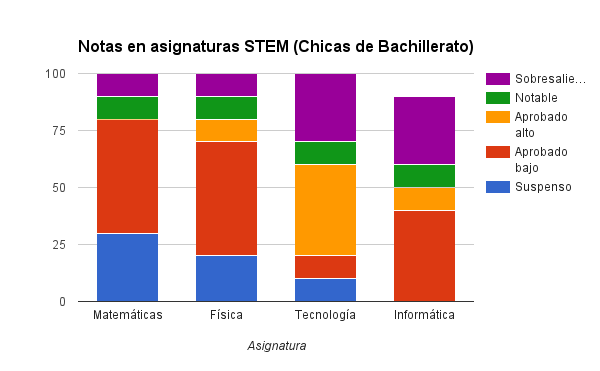 Notas en asignaturas STEM (Chicas de Bachillerato)
100
75
50
25
0
Matemáticas
Física
Tecnología
Informática
Asignatura
Sobresalie...
Notable
Aprobado
alto
Aprobado
bajo
Suspenso